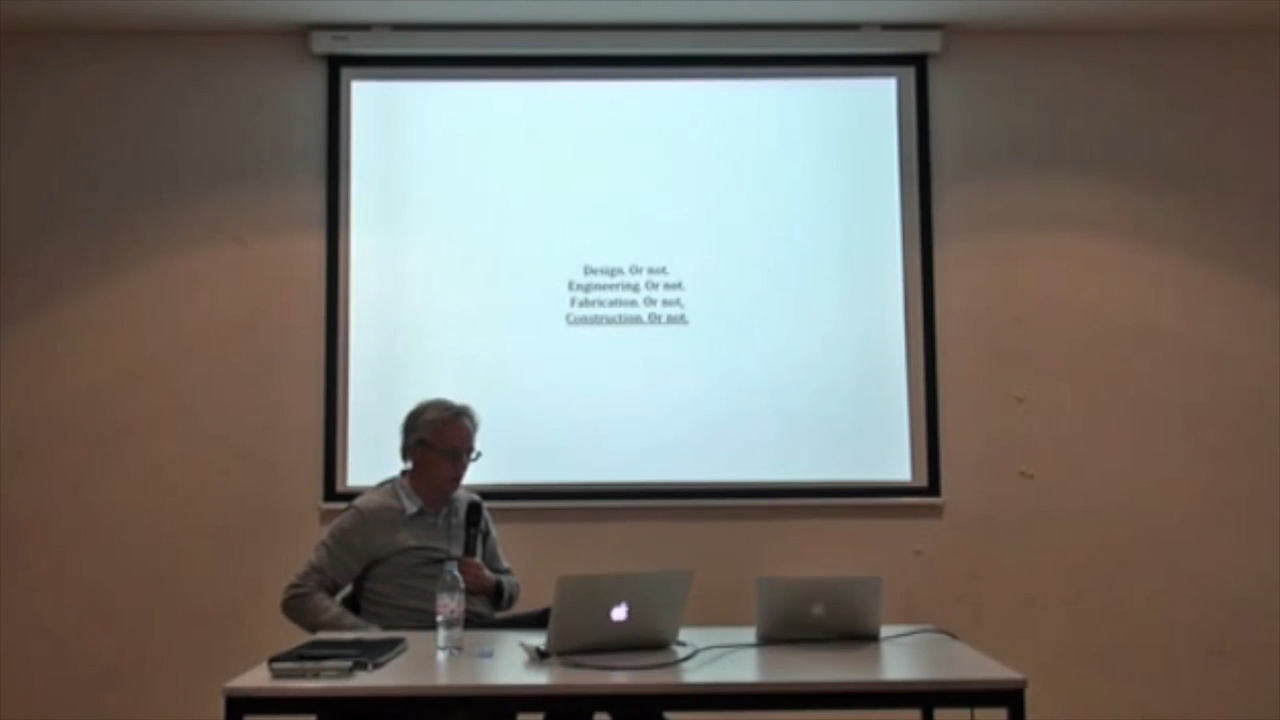 Design. Or not.
Engineering. Or not.
Fabrication. Or not.
Construction. Or not.